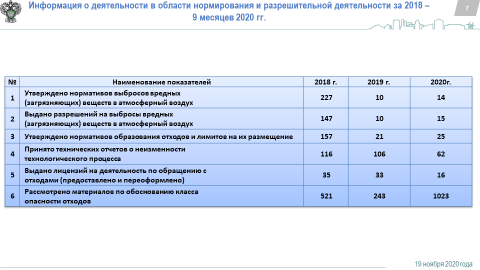 Информация о деятельности в области нормирования и разрешительной деятельности за 2018 –
9 месяцев 2020 гг.
7
№ Наименование показателей 2018 г. 2019 г. 2020г.
1 Утверждено нормативов выбросов вредных
(загрязняющих) веществ в атмосферный воздух 227 10 14
2 Выдано разрешений на выбросы вредных
(загрязняющих) веществ в атмосферный воздух 147 10 15
3 Утверждено нормативов образования отходов и лимитов на их размещение 157 21 25
4 Принято технических отчетов о неизменности
технологического процесса 116 106 62
5 Выдано лицензий на деятельность по обращению с
отходами (предоставлено и переоформлено) 35 33 16
6 Рассмотрено материалов по обоснованию класса
опасности отходов 521 243 1023
19 ноября 2020 года